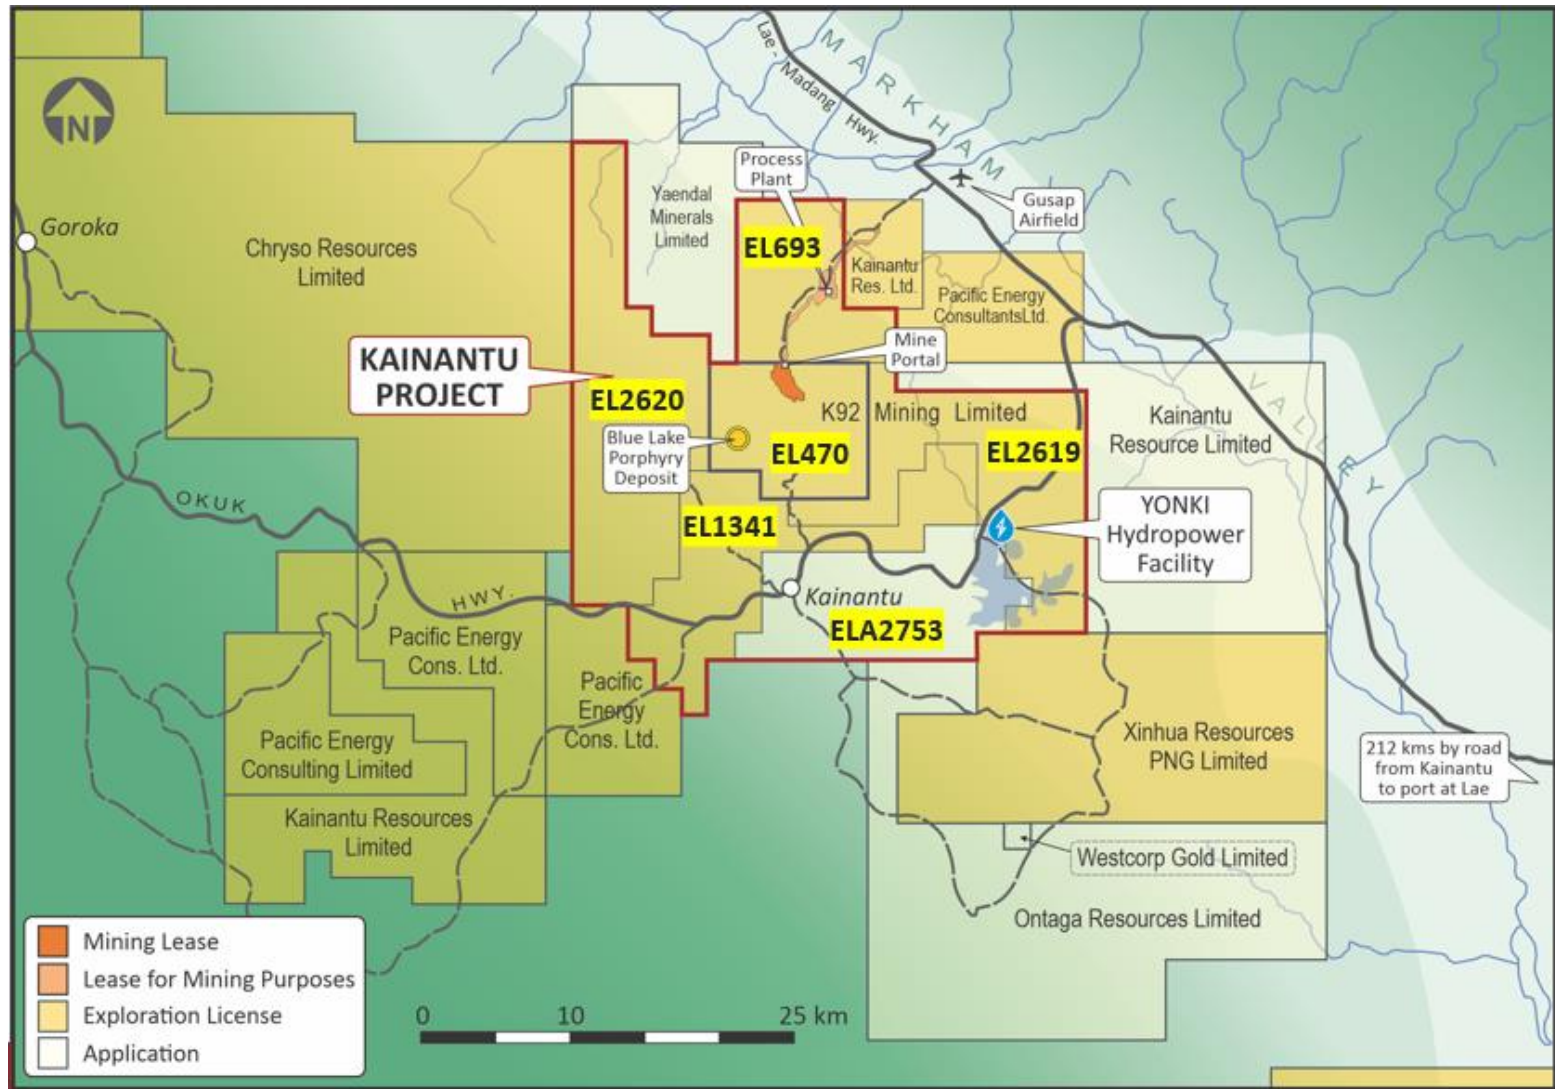 N
Goroka
Chryso Resources
Limited
Yaendal
Minerals
Limited
Process
Plant
EL693
Lae - Madang Hwy.
MARKHAM
VALLEY
Gusap
Airfield
Kainantu
Res. Ltd.
Pacific Energy
ConsultantsLtd.
Mine
Portal
KAINANTU
PROJECT
EL2620
K92 Mining Limited
Blue Lake
Porphyry
Deposit
EL470
EL2619
Kainantu
Resource Limited
EL1341
YONKI
Hydropower
Facility
OKUK
HWY.
Kainantu
ELA2753
Pacific Energy
Cons. Ltd.
Pacific
Energy
Cons. Ltd.
Pacific Energy
Consulting Limited
Kainantu Resources
Limited
Xinhua Resources
PNG Limited
212 kms by road
from Kainantu
to port at Lae
Westcorp Gold Limited
Ontaga Resources Limited
Mining Lease
Lease for Mining Purposes
Exploration License
Application
0 10 25 km